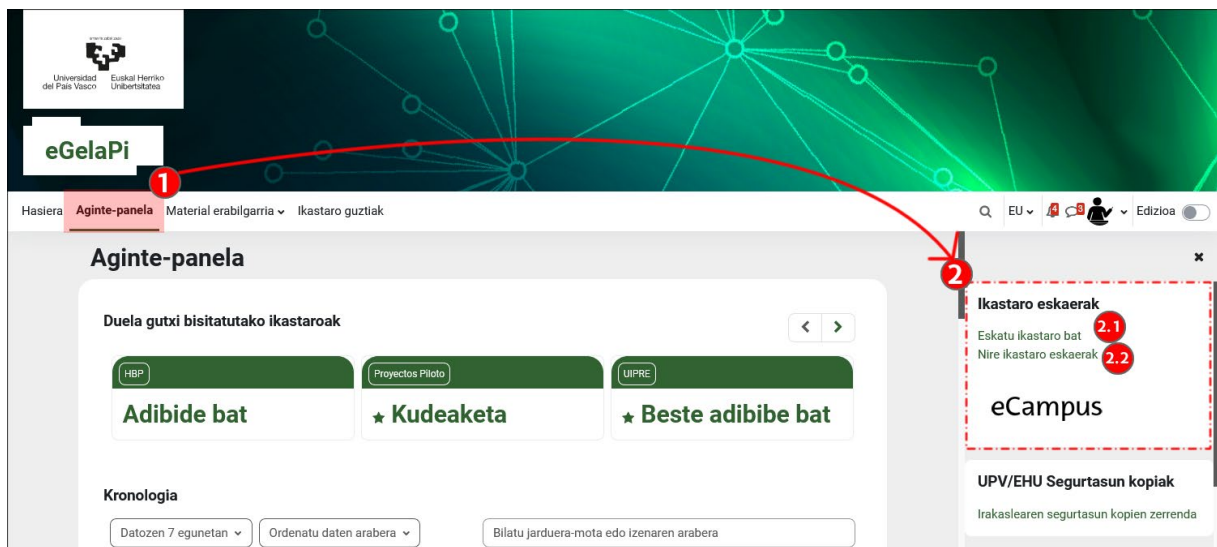 Universidad
del País Vasco
Euskal Herriko
Unibertsitatea
eGelaPi
1
Hasiera Aginte-panela Material erabilgarria Ikastaro guztiak EU 4 3 Edizioa
Aginte-panela
2
Duela gutxi bisitatutako ikastaroak
HBP
Adibide bat
Proyectos Piloto
Kudeaketa
UIPRE
Beste adibibe bat
Kronologia
Datozen 7 egunetan Ordenatu daten arabera Bilatu jarduera-mota edo izenaren arabera
Ikastaro eskaerak
Eskatu ikastaro bat 2.1
Nire ikastaro eskaerak 2.2
eCampus
UPV/EHU Segurtasun kopiak
Irakaslearen segurtasun kopien zerrenda